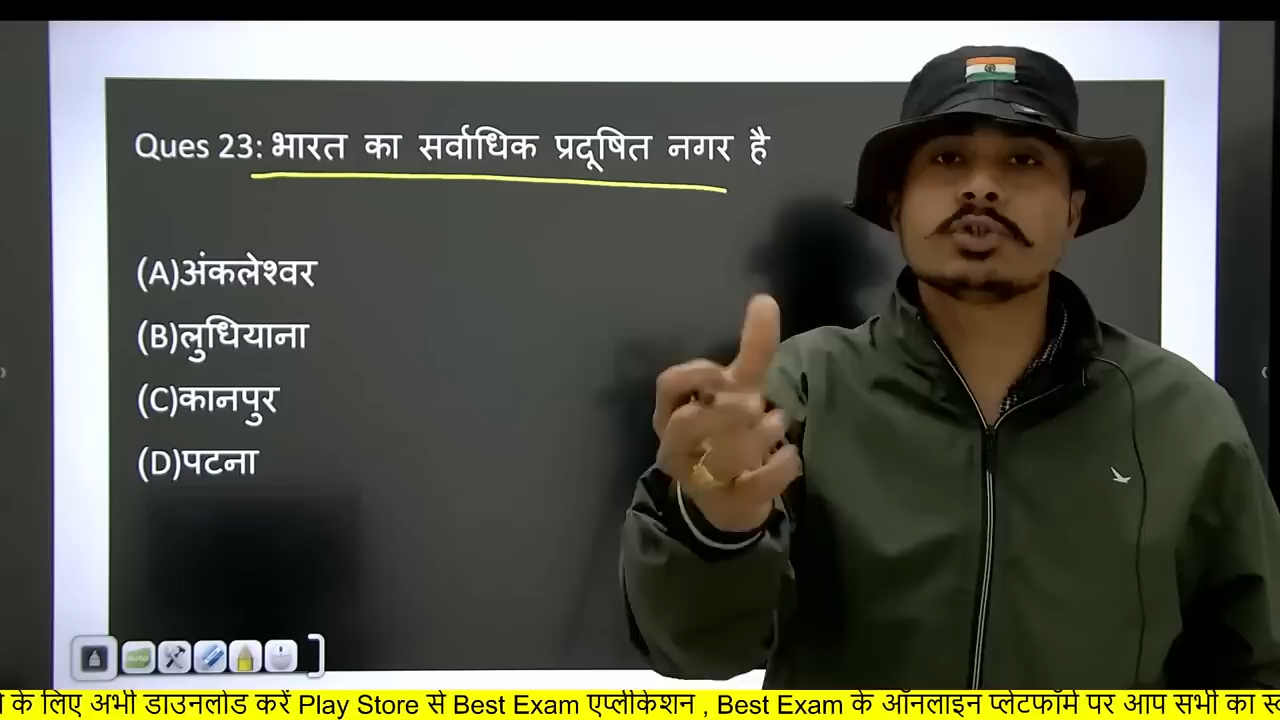 Ques 23: भारत का सर्वाधिक प्रदूषित नगर है
(A)अंकलेश्वर
(B)लुधियाना
(C)कानपुर
(D)पटना
के लिए अभी डाउनलोड करें Play Store से Best Exam एप्लीकेशन , Best Exam के ऑनलाइन प्लेटफॉर्म पर आप सभी का